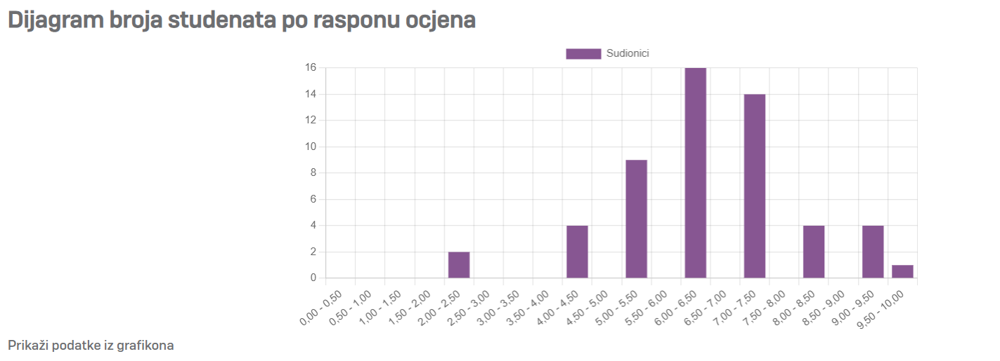 Dijagram broja studenata po rasponu ocjena
Sudionici
16
14
12
10
8
6
4
2
0
0,00 - 0,50
0,50 - 1,00
1,00 - 1,50
1,50 - 2,00
2,00 - 2,50
2,50 - 3,00
3,00 - 3,50
3,50 - 4,00
4,00 - 4,50
4,50 - 5,00
5,00 - 5,50
5,50 - 6,00
6,00 - 6,50
6,50 - 7,00
7,00 - 7,50
7,50 - 8,00
8,00 - 8,50
8,50 - 9,00
9,00 - 9,50
9,50 - 10,00
Prikaži podatke iz grafikona